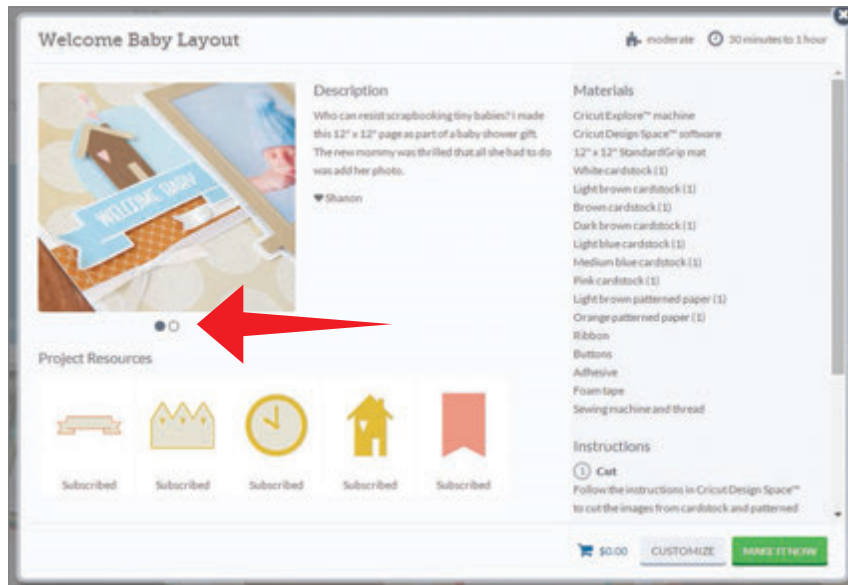 Welcome Baby Layout
moderate
30 minutes to 1 hour
WELCOME BABY
Description
Who can resist scrapbooking tiny babies? I made
this 12" x 12" page as part of a baby shower gift.
The new mommy was thrilled that all she had to do
was add her photo.
Shanon
Project Resources
Subscribed
Subscribed
Subscribed
Subscribed
Subscribed
Materials
Cricut Explore™ machine
Cricut Design Space™ software
12" x 12" StandardGrip mat
White cardstock (1)
Light brown cardstock (1)
Brown cardstock (1)
Dark brown cardstock (1)
Light blue cardstock (1)
Medium blue cardstock (1)
Pink cardstock (1)
Light brown patterned paper (1)
Orange patterned paper (1)
Ribbon
Buttons
Adhesive
Foam tape
Sewing machine and thread
Instructions
1 Cut
Follow the instructions in Cricut Design Space™
to cut the images from cardstock and patterned
$0.00
CUSTOMIZE
MAKE IT NOW